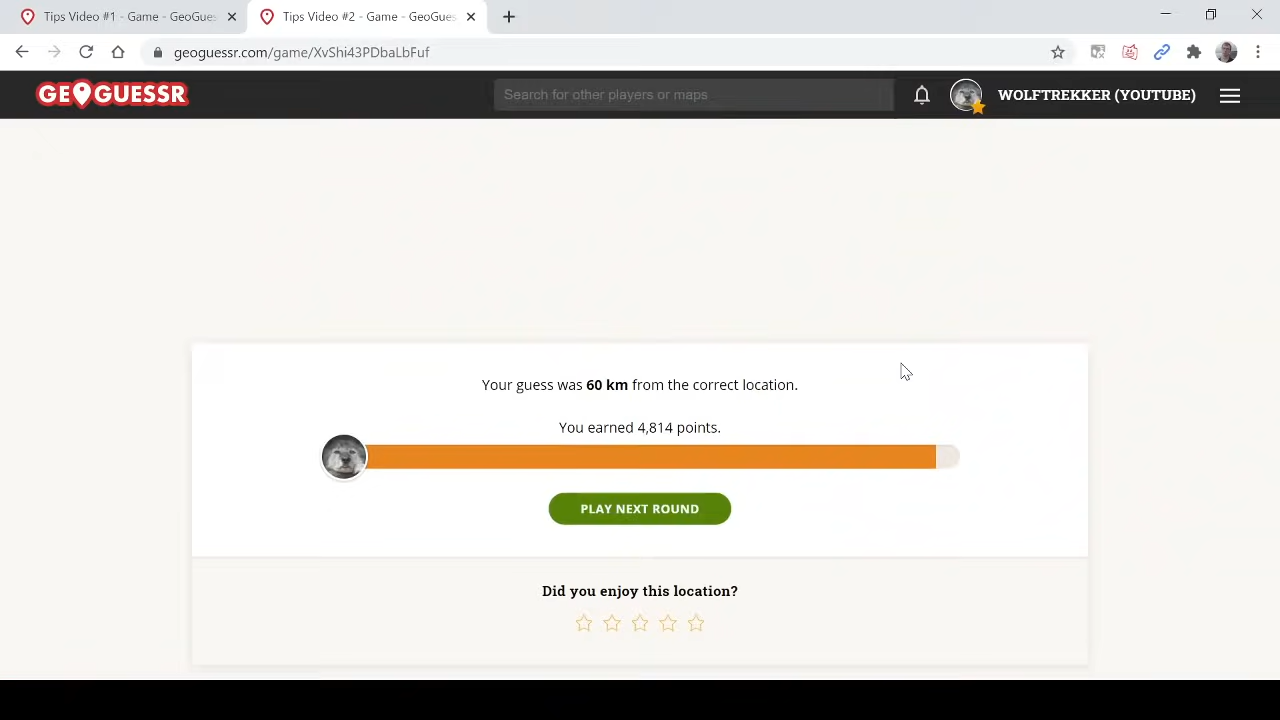 Tips Video #1 - Game - GeoGues
Tips Video #2 - Game - GeoGues
geoguessr.com/game/XvShi43PDbaLbFuf
GEOGUESSR
Search for other players or maps
WOLFTREKKER (YOUTUBE)
Your guess was 60 km from the correct location.
You earned 4,814 points.
PLAY NEXT ROUND
Did you enjoy this location?